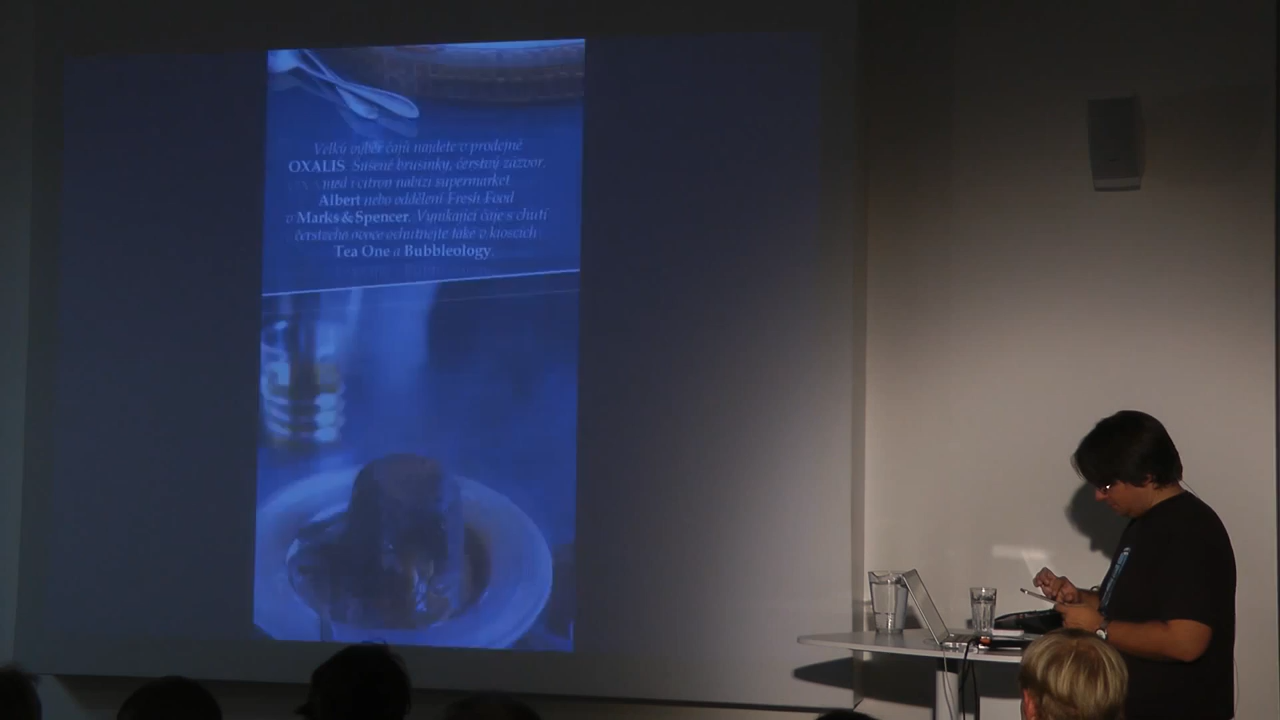 Velký výběr čajů najdete v prodejně
OXALIS. Sušené brusinky, čerstvý zázvor,
med i citron nabízí supermarket
Albert nebo oddělení Fresh Food
v Marks & Spencer. Vynikající čaje s chutí
čerstvého ovoce ochutnejte také v kioscích
Tea One a Bubbleology.